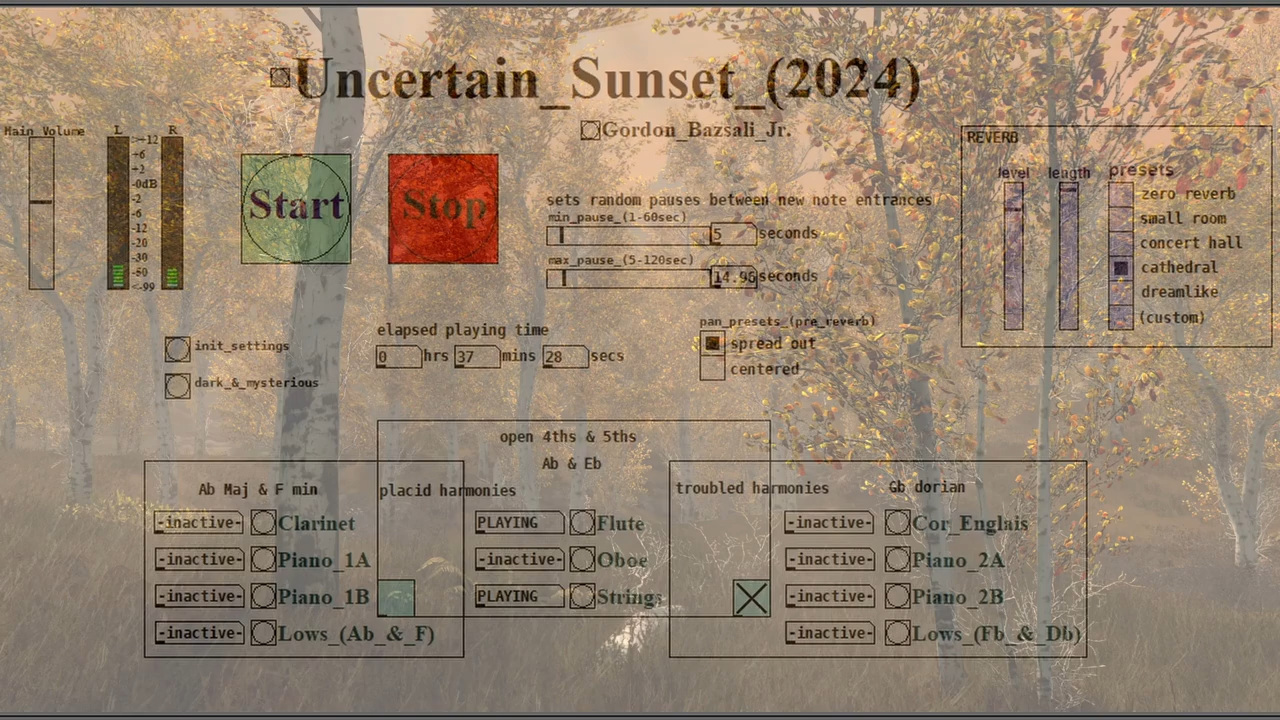 Uncertain_Sunset_(2024)
Gordon_Bazsali_Jr.
Main Volume
L R
>+12
+6
+2
-0dB
-2
-6
-12
-20
-30
-50
<-99
Start
Stop
sets random pauses between new note entrances
min_pause_(1-60sec)
5 seconds
max_pause_(5-120sec)
14.96 seconds
REVERB
level length presets
zero reverb
small room
concert hall
cathedral
dreamlike
(custom)
init_settings
dark_&_mysterious
elapsed playing time
0 hrs 37 mins 28 secs
pan_presets_(pre_reverb)
spread out
centered
open 4ths & 5ths
Ab & Eb
Ab Maj & F min
placid harmonies
troubled harmonies
Gb dorian
-inactive- Clarinet
-inactive- Piano_1A
-inactive- Piano_1B
-inactive- Lows_(Ab_&_F)
PLAYING Flute
-inactive- Oboe
PLAYING Strings
-inactive- Cor_Englais
-inactive- Piano_2A
-inactive- Piano_2B
-inactive- Lows_(Fb_&_Db)